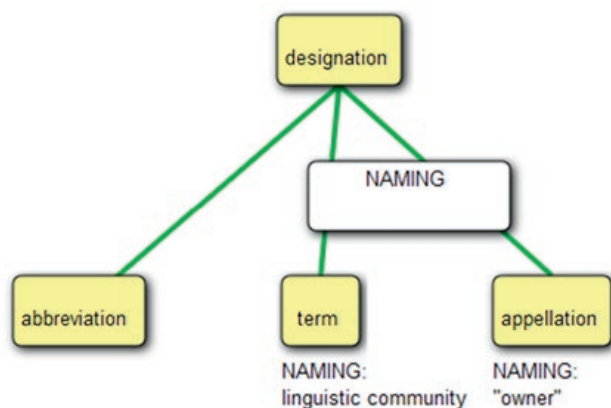 designation
NAMING
abbreviation
term
appellation
NAMING:
linguistic community
NAMING:
"owner"